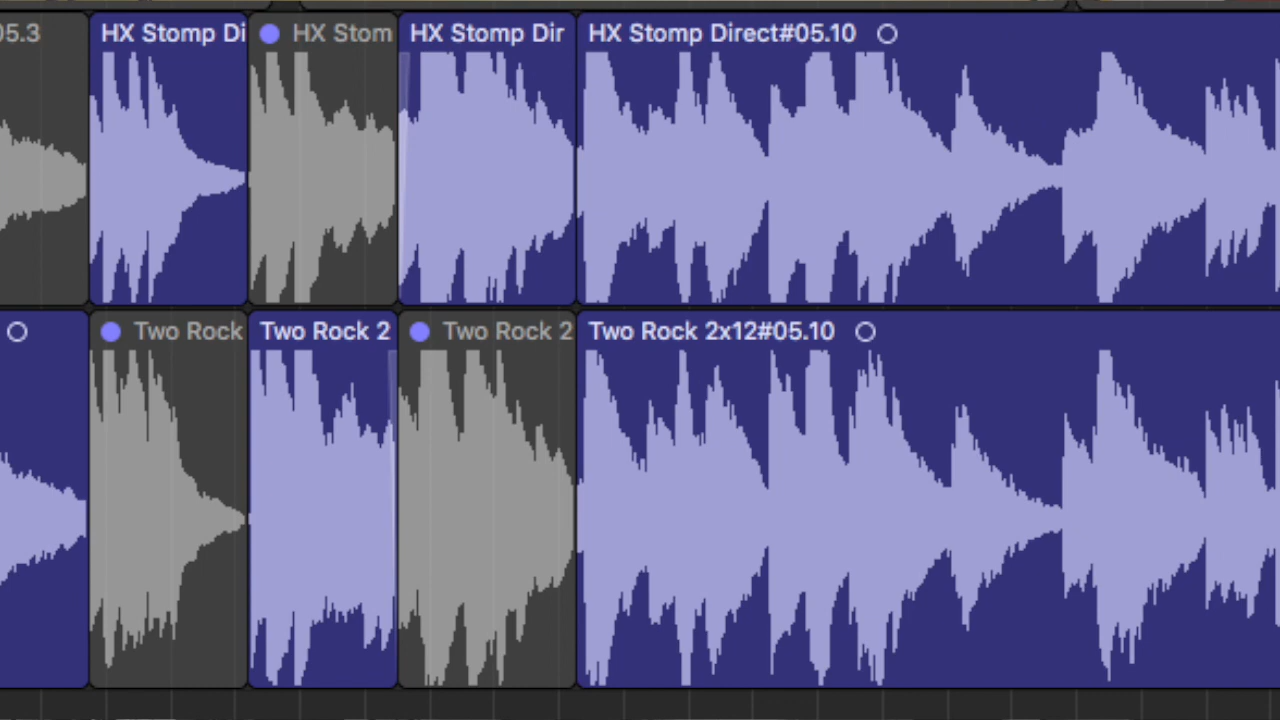 05.3
HX Stomp Di
HX Stom
HX Stomp Dir
HX Stomp Direct#05.10
Two Rock
Two Rock 2
Two Rock 2
Two Rock 2x12#05.10